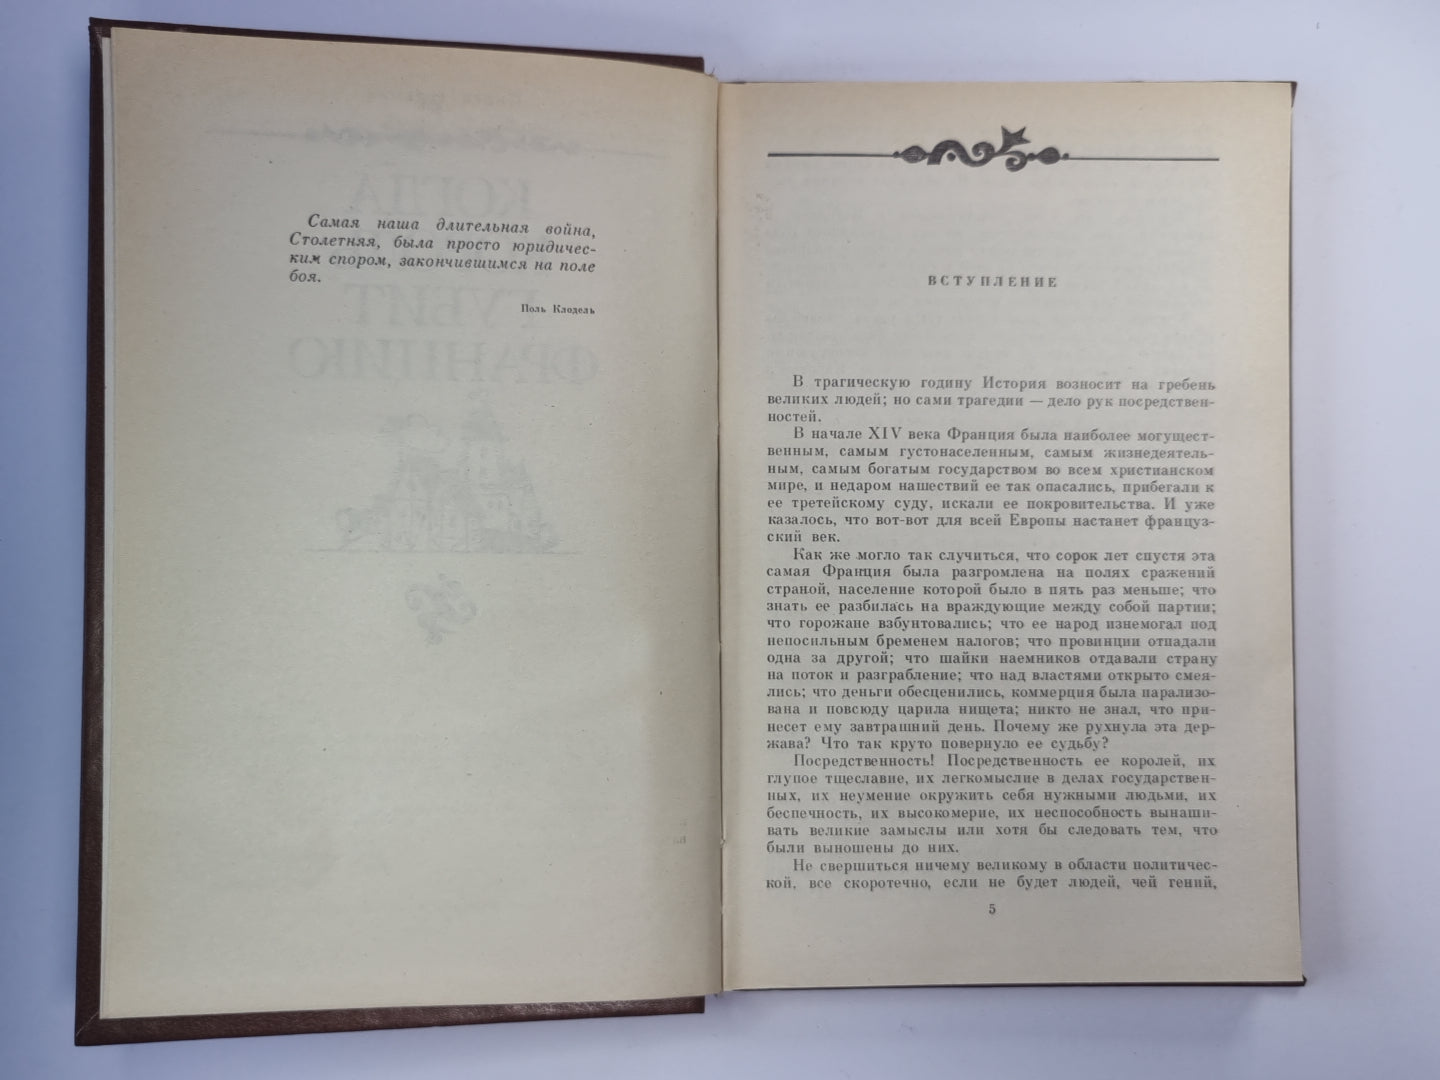 Самая наша длительная война,
Столетняя, была просто юридичес-
ким спором, закончившимся на поле
боя.
Поль Клодель
ВСТУПЛЕНИЕ
В трагическую годину История возносит на гребень
великих людей; но сами трагедии — дело рук посредствен-
ностей.
В начале XIV века Франция была наиболее могущест-
венным, самым густонаселенным, самым жизнедеятель-
ным, самым богатым государством во всем христианском
мире, и недаром нашествий ее так опасались, прибегали к
ее третейскому суду, искали ее покровительства. И уже
казалось, что вот-вот для всей Европы настанет француз-
ский век.
Как же могло так случиться, что сорок лет спустя эта
самая Франция была разгромлена на полях сражений
страной, население которой было в пять раз меньше; что
знать ее разбилась на враждующие между собой партии;
что горожане взбунтовались; что ее народ изнемогал под
непосильным бременем налогов; что провинции отпадали
одна за другой; что шайки наемников отдавали страну
на поток и разграбление; что над властями открыто смея-
лись; что деньги обесценились, коммерция была парализо-
вана и повсюду царила нищета; никто не знал, что при-
несет ему завтрашний день. Почему же рухнула эта дер-
жава? Что так круто повернуло ее судьбу?
Посредственность! Посредственность ее королей, их
глупое тщеславие, их легкомыслие в делах государствен-
ных, их неумение окружить себя нужными людьми, их
беспечность, их высокомерие, их неспособность вынаши-
вать великие замыслы или хотя бы следовать тем, что
были выношены до них.
Не свершиться ничему великому в области политичес-
кой, все скоротечно, если не будет людей, чей гений,
5